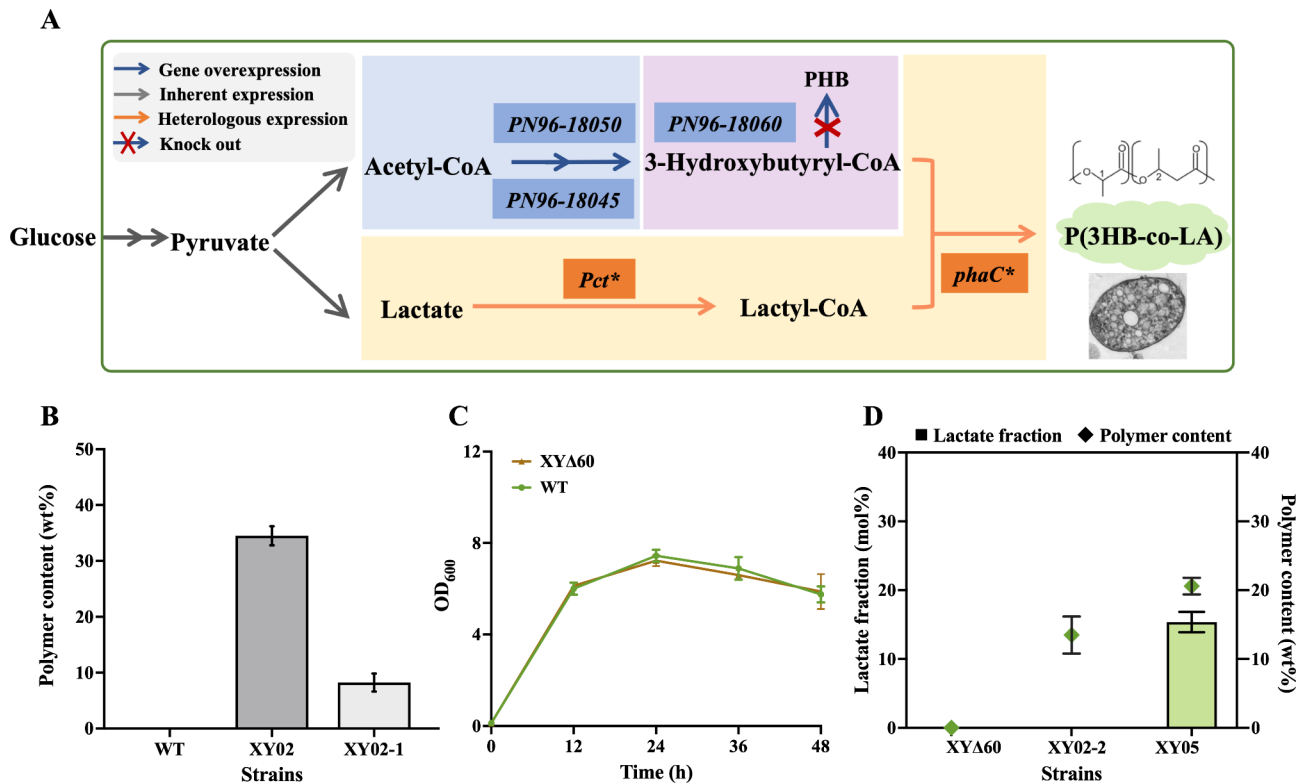 A
Gene overexpression
Inherent expression
Heterologous expression
Knock out
PHB
PN96-18050
PN96-18060
Acetyl-CoA
3-Hydroxybutyryl-CoA
PN96-18045
Glucose
Pyruvate
O
O
O
1
O
2
P(3HB-co-LA)
Pct*
phaC*
Lactate
Lactyl-CoA
B
Polymer content (wt%)
50
40
30
20
10
0
WT
XY02
XY02-1
Strains
C
OD600
12
8
4
0
XYΔ60
WT
0
12
24
36
48
Time (h)
D
Lactate fraction
Polymer content
Lactate fraction (mol%)
40
30
20
10
0
40
30
20
10
0
Polymer content (wt%)
XYΔ60
XY02-2
XY05
Strains